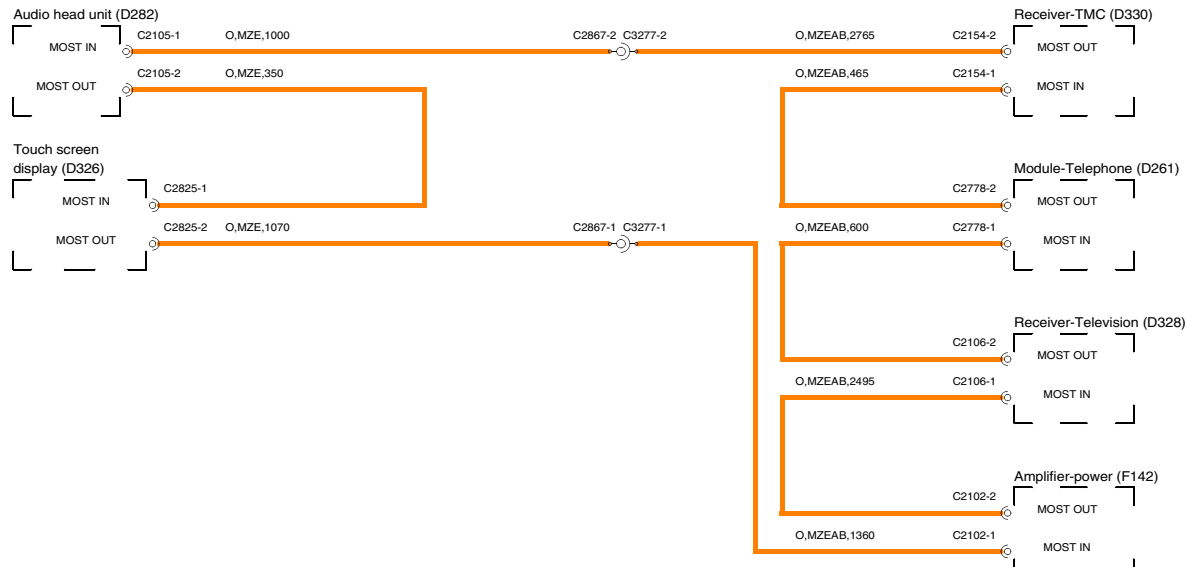 Audio head unit (D282)
MOST IN
C2105-1
O,MZE,1000
C2867-2
C3277-2
O,MZEAB,2765
C2154-2
Receiver-TMC (D330)
MOST OUT
MOST OUT
C2105-2
O,MZE,350
O,MZEAB,465
C2154-1
MOST IN
Touch screen
display (D326)
MOST IN
C2825-1
C2778-2
Module-Telephone (D261)
MOST OUT
MOST OUT
C2825-2
O,MZE,1070
C2867-1
C3277-1
O,MZEAB,600
C2778-1
MOST IN
Receiver-Television (D328)
C2106-2
MOST OUT
O,MZEAB,2495
C2106-1
MOST IN
Amplifier-power (F142)
C2102-2
MOST OUT
O,MZEAB,1360
C2102-1
MOST IN